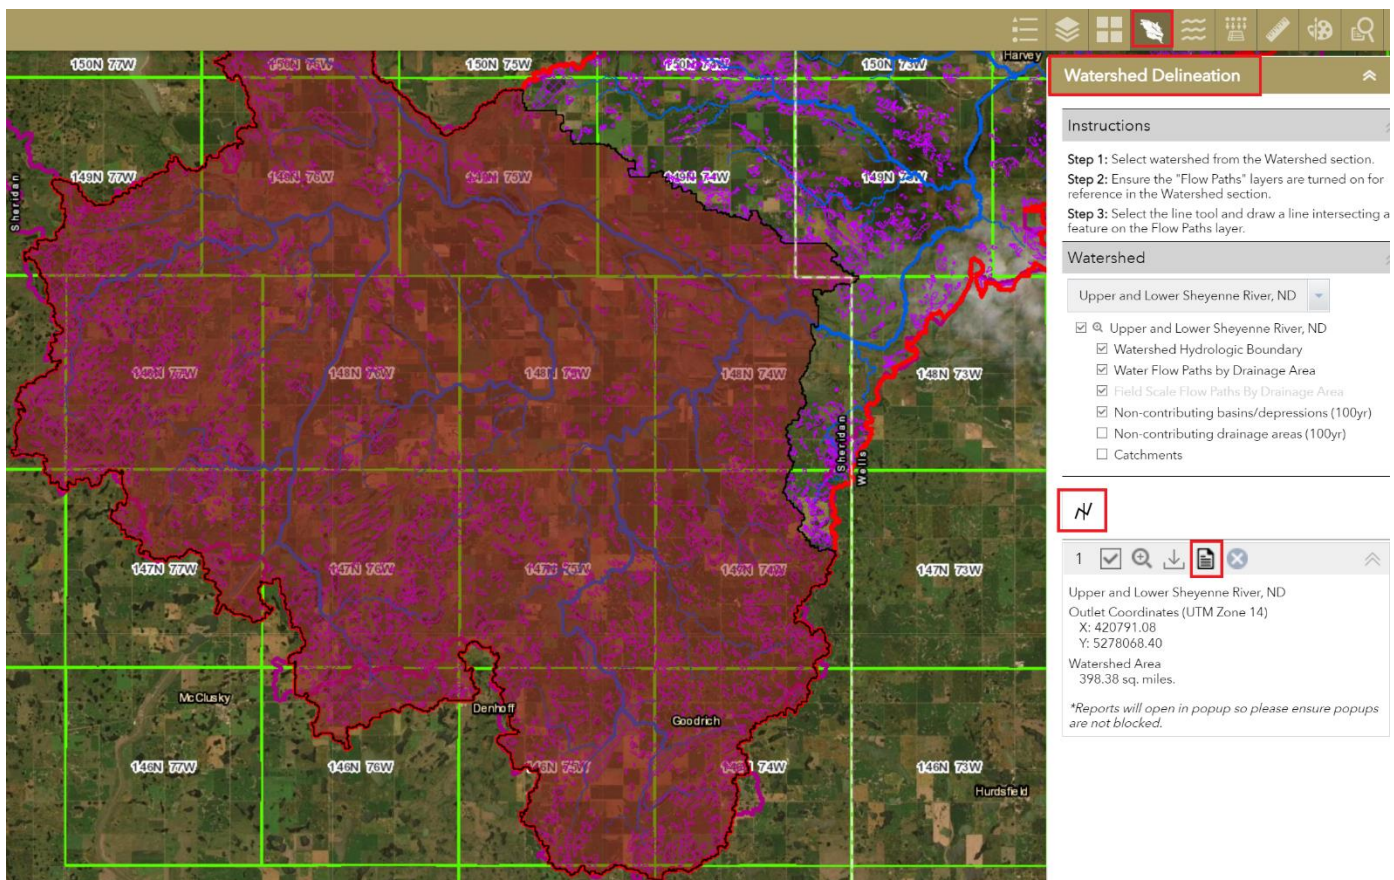 Harvey
150N 77W
150N 76W
150N 75W
150N 74W
150N 73W
Watershed Delineation
Instructions
Step 1: Select watershed from the Watershed section.
Step 2: Ensure the "Flow Paths" layers are turned on for
reference in the Watershed section.
Step 3: Select the line tool and draw a line intersecting a
feature on the Flow Paths layer.
Sheridan
149N 77W
149N 76W
149N 75W
149N 74W
149N 73W
Watershed
Upper and Lower Sheyenne River, ND
Upper and Lower Sheyenne River, ND
Watershed Hydrologic Boundary
Water Flow Paths by Drainage Area
Field Scale Flow Paths By Drainage Area
Non-contributing basins/depressions (100yr)
Non-contributing drainage areas (100yr)
Catchments
148N 77W
148N 76W
148N 75W
148N 74W
148N 73W
Sheridan
Wells
147N 77W
147N 76W
147N 75W
147N 74W
147N 73W
1
Upper and Lower Sheyenne River, ND
Outlet Coordinates (UTM Zone 14)
X: 420791.08
Y: 5278068.40
Watershed Area
398.38 sq. miles.
*Reports will open in popup so please ensure popups
are not blocked.
McClusky
Denhoff
Goodrich
146N 77W
146N 76W
146N 75W
146N 74W
146N 73W
Hurdsfield